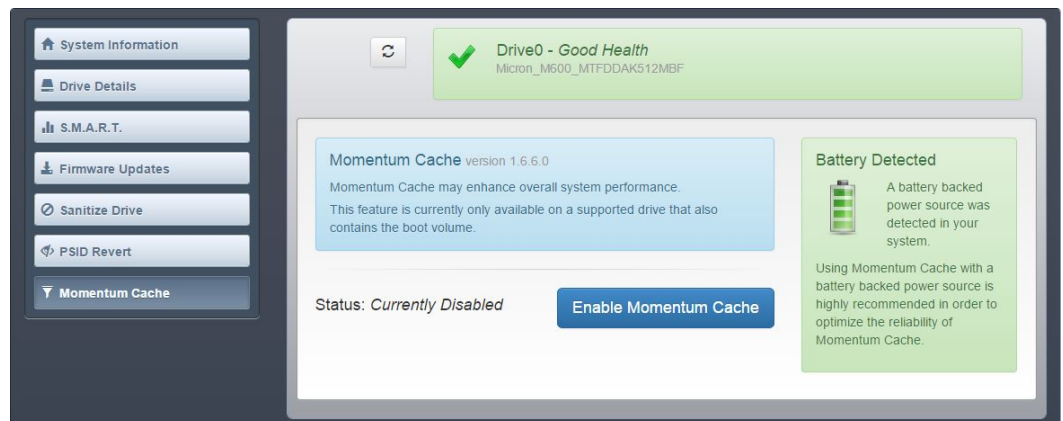 System Information
Drive Details
S.M.A.R.T.
Firmware Updates
Sanitize Drive
PSID Revert
Momentum Cache
Drive0 - Good Health
Micron_M600_MTFDDAK512MBF
Momentum Cache version 1.6.6.0
Momentum Cache may enhance overall system performance.
This feature is currently only available on a supported drive that also
contains the boot volume.
Status: Currently Disabled
Enable Momentum Cache
Battery Detected
A battery backed
power source was
detected in your
system.
Using Momentum Cache with a
battery backed power source is
highly recommended in order to
optimize the reliability of
Momentum Cache.